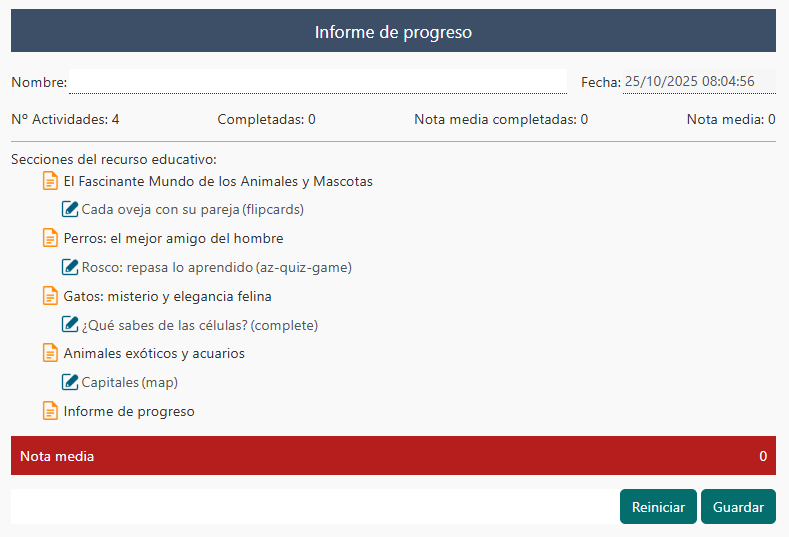 Informe de progreso
Nombre: Fecha: 25/10/2025 08:04:56
Nº Actividades: 4 Completadas: 0 Nota media completadas: 0 Nota media: 0
Secciones del recurso educativo:
El Fascinante Mundo de los Animales y Mascotas
Cada oveja con su pareja (flipcards)
Perros: el mejor amigo del hombre
Rosco: repasa lo aprendido (az-quiz-game)
Gatos: misterio y elegancia felina
¿Qué sabes de las células? (complete)
Animales exóticos y acuarios
Capitales (map)
Informe de progreso
Nota media 0
Reiniciar Guardar